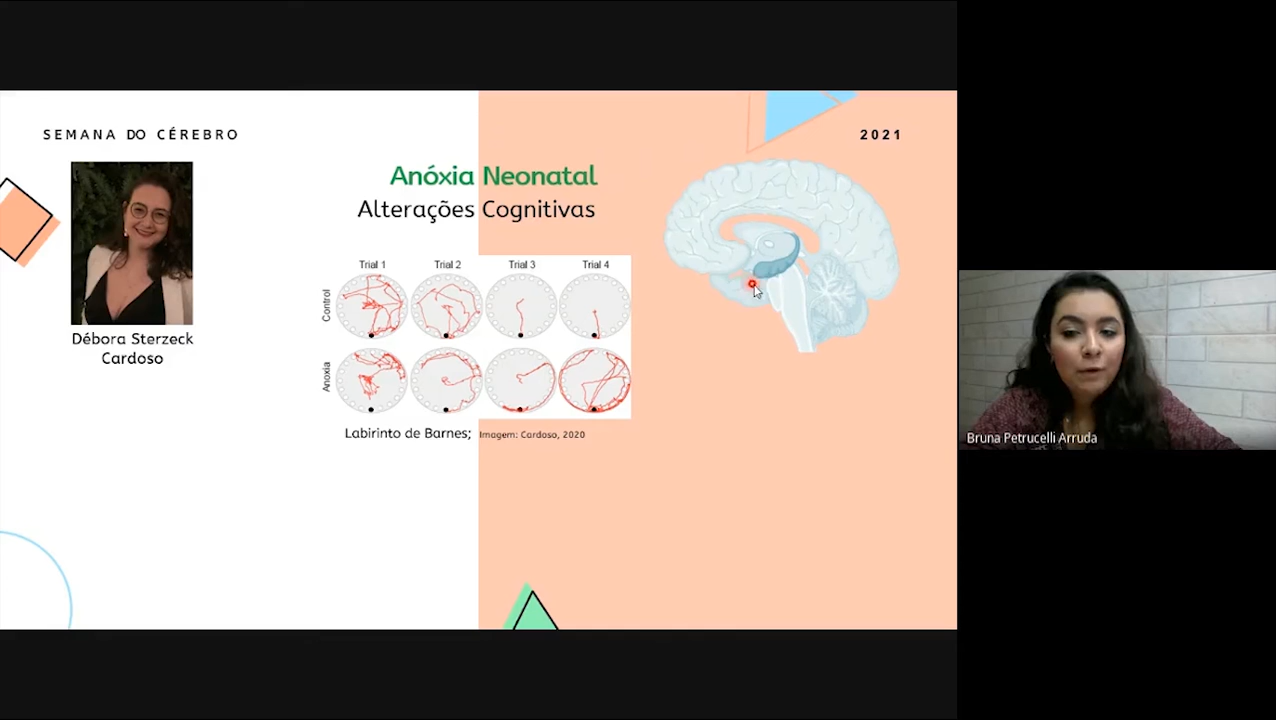 SEMANA DO CÉREBRO
2021
Anóxia Neonatal
Alterações Cognitivas
Trial 1 Trial 2 Trial 3 Trial 4
Control
Anoxia
Débora Sterzeck
Cardoso
Labirinto de Barnes; Imagem: Cardoso, 2020
Bruna Petrucelli Arruda